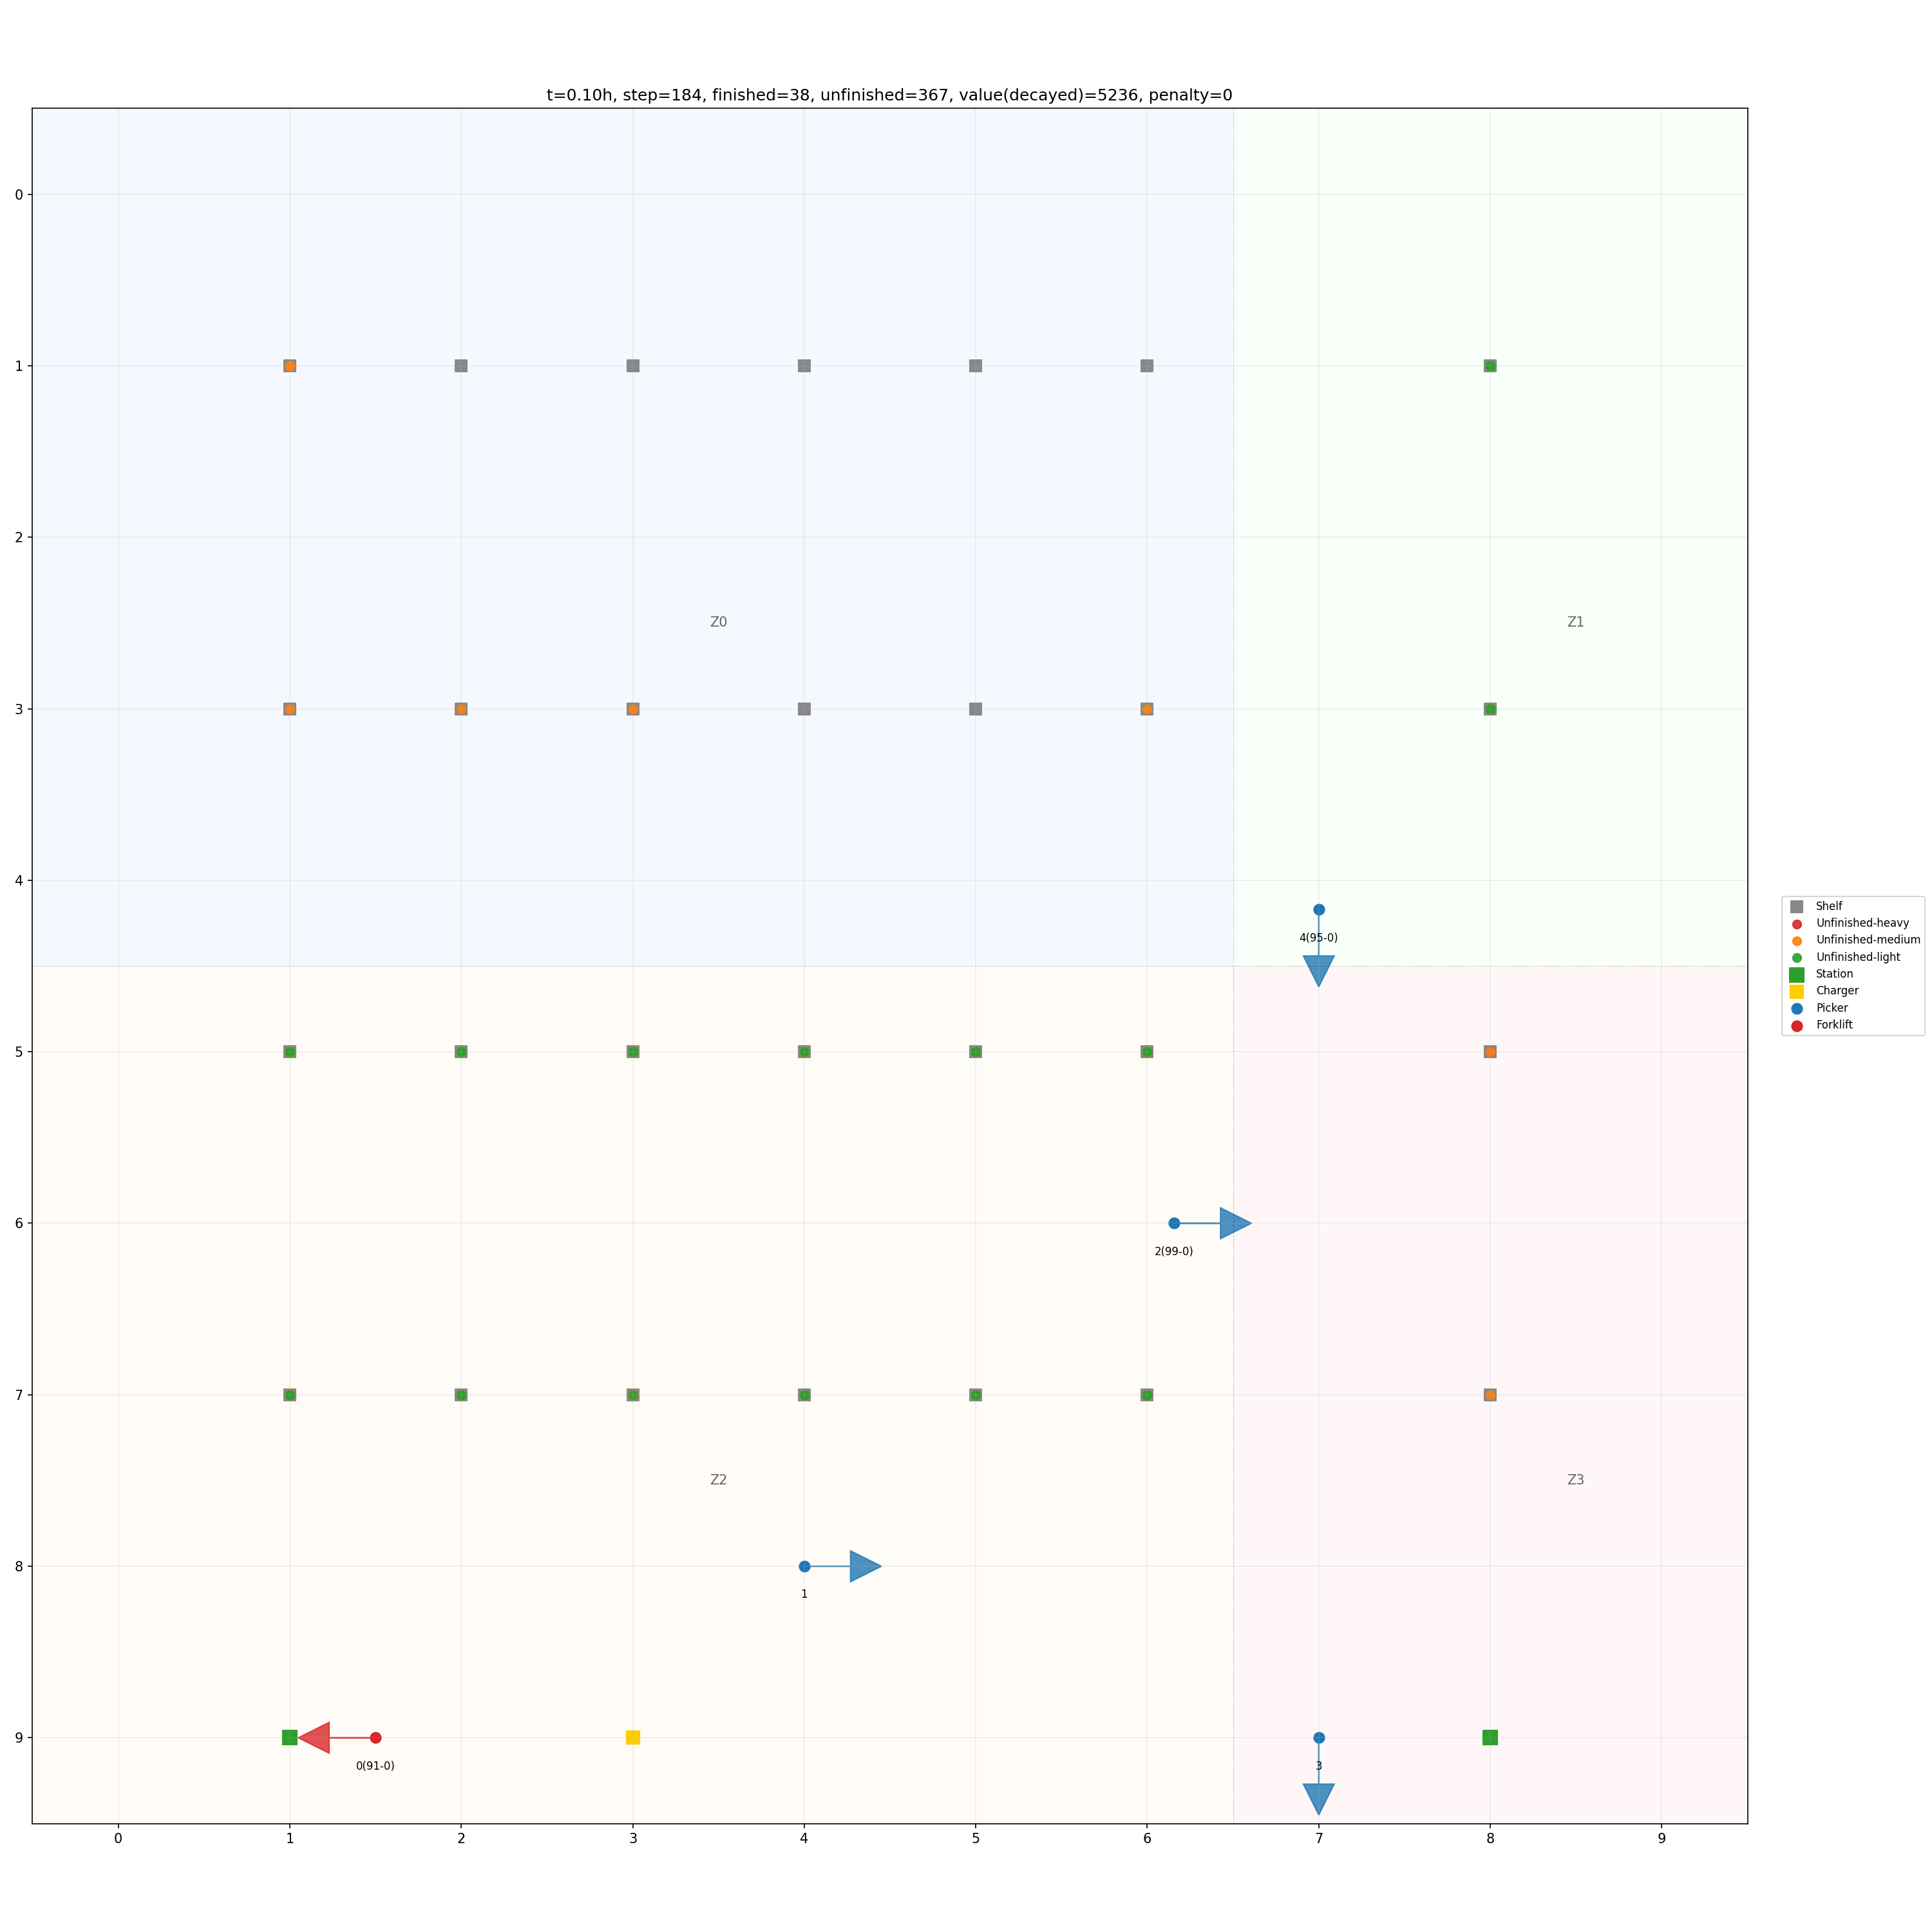 t=0.10h, step=184, finished=38, unfinished=367, value(decayed)=5236, penalty=0
0
1
2
Z0
Z1
3
4
4(95-0)
Shelf
Unfinished-heavy
Unfinished-medium
Unfinished-light
Station
Charger
Picker
Forklift
5
6
2(99-0)
7
Z2
Z3
8
1
9
0(91-0)
3
0 1 2 3 4 5 6 7 8 9